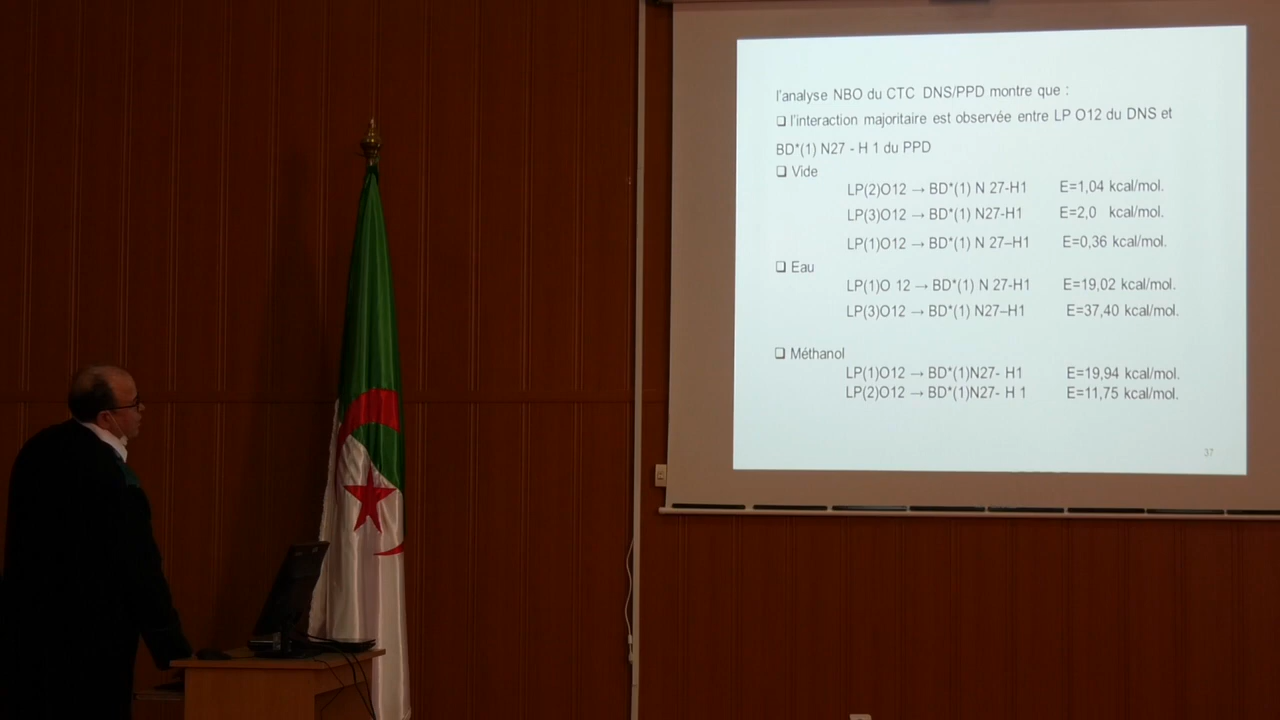 l'analyse NBO du CTC DNS/PPD montre que :
❑ l'interaction majoritaire est observée entre LP O12 du DNS et
BD*(1) N27 - H 1 du PPD
❑ Vide
LP(2)O12 → BD*(1) N 27-H1 E=1,04 kcal/mol.
LP(3)O12 → BD*(1) N27-H1 E=2,0 kcal/mol.
LP(1)O12 → BD*(1) N 27–H1 E=0,36 kcal/mol.
❑ Eau
LP(1)O 12 → BD*(1) N 27-H1 E=19,02 kcal/mol.
LP(3)O12 → BD*(1) N27–H1 E=37,40 kcal/mol.
❑ Méthanol
LP(1)O12 → BD*(1)N27- H1 E=19,94 kcal/mol.
LP(2)O12 → BD*(1)N27- H 1 E=11,75 kcal/mol.
37